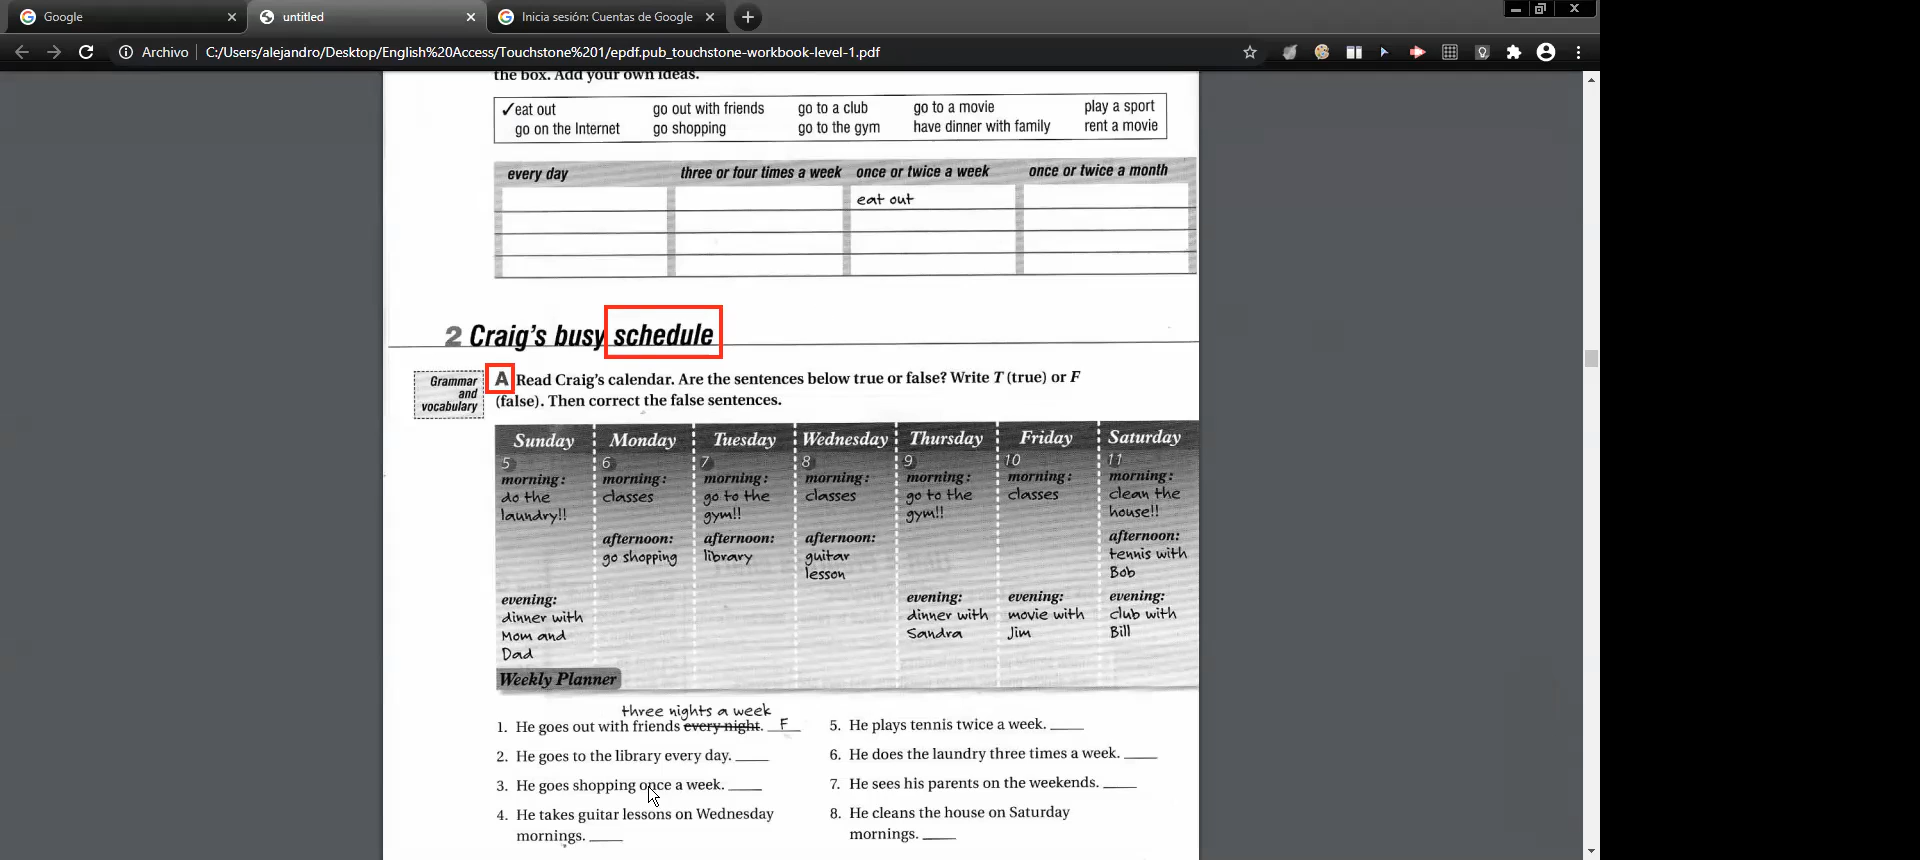 Google
untitled
Inicia sesión: Cuentas de Google
Archivo C:/Users/alejandro/Desktop/English%20Access/Touchstone%201/epdf.pub_touchstone-workbook-level-1.pdf
the box. Add your own ideas.
✓eat out go out with friends go to a club go to a movie play a sport
go on the Internet go shopping go to the gym have dinner with family rent a movie
every day three or four times a week once or twice a week once or twice a month
eat out
2 Craig's busy schedule
Grammar and vocabulary
A Read Craig's calendar. Are the sentences below true or false? Write T (true) or F
(false). Then correct the false sentences.
Sunday Monday Tuesday Wednesday Thursday Friday Saturday
5 6 7 8 9 10 11
morning: morning: morning: morning: morning: morning: morning:
do the classes go to the classes go to the classes clean the
laundry!! gym!! gym!! house!!
afternoon: afternoon: afternoon: afternoon:
go shopping library guitar tennis with
lesson Bob
evening: evening: evening: evening:
dinner with dinner with movie with club with
Mom and Sandra Jim Bill
Dad
Weekly Planner
three nights a week
1. He goes out with friends every night. F
2. He goes to the library every day. ____
3. He goes shopping once a week. ____
4. He takes guitar lessons on Wednesday
mornings. ____
5. He plays tennis twice a week. ____
6. He does the laundry three times a week. ____
7. He sees his parents on the weekends. ____
8. He cleans the house on Saturday
mornings. ____